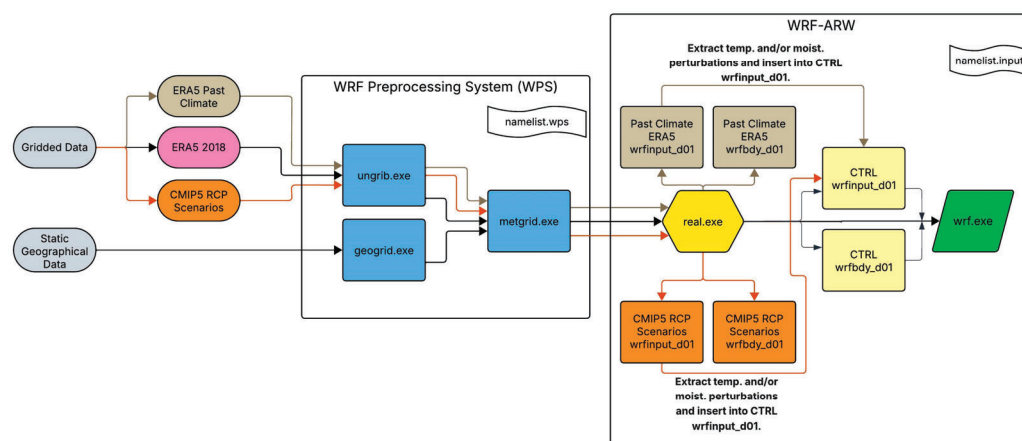 WRF-ARW
Extract temp. and/or moist.
perturbations and insert into CTRL
wrfinput_d01.
namelist.input
WRF Preprocessing System (WPS)
namelist.wps
ERA5 Past
Climate
Gridded Data
ERA5 2018
CMIP5 RCP
Scenarios
Static
Geographical
Data
ungrib.exe
geogrid.exe
metgrid.exe
Past Climate
ERA5
wrfinput_d01
Past Climate
ERA5
wrfbdy_d01
real.exe
CTRL
wrfinput_d01
CTRL
wrfbdy_d01
wrf.exe
CMIP5 RCP
Scenarios
wrfinput_d01
CMIP5 RCP
Scenarios
wrfbdy_d01
Extract temp. and/or
moist. perturbations
and insert into CTRL
wrfinput_d01.